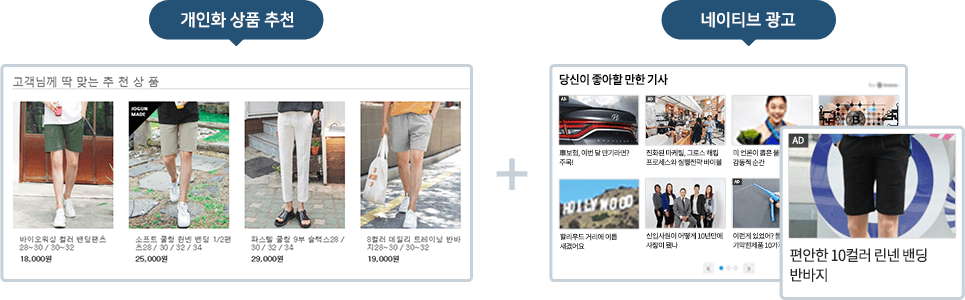 개인화 상품 추천
네이티브 광고
고객님께 딱 맞는 추 천 상 품
JOGUN
MADE
바이오워싱 컬러 밴딩팬츠
28~30 / 30~32
18,000원
소프트 쿨링 린넨 밴딩 1/2팬
츠28 / 30 / 32 / 34
25,000원
파스텔 쿨링 9부 슬랙스28 /
30 / 32 / 34
29,000원
8컬러 데일리 트레이닝 반바
지28~30 / 30~32
19,000원
+
당신이 좋아할 만한 기사
AD
車보험, 이번 달 만기라면?
주목!
AD
진화된 마케팅, 그로스 해킹
프로세스와 실행전략 바이블
미 언론이 뽑은 올
감동적 순간
HOLLYWOOD
할리우드 거리에 이름
새겼어요
신입사원이 어떻게 10년만에
사장이 됐나
AD
이런게 있었어?
기막힌제품 10가
AD
편안한 10컬러 린넨 밴딩
반바지